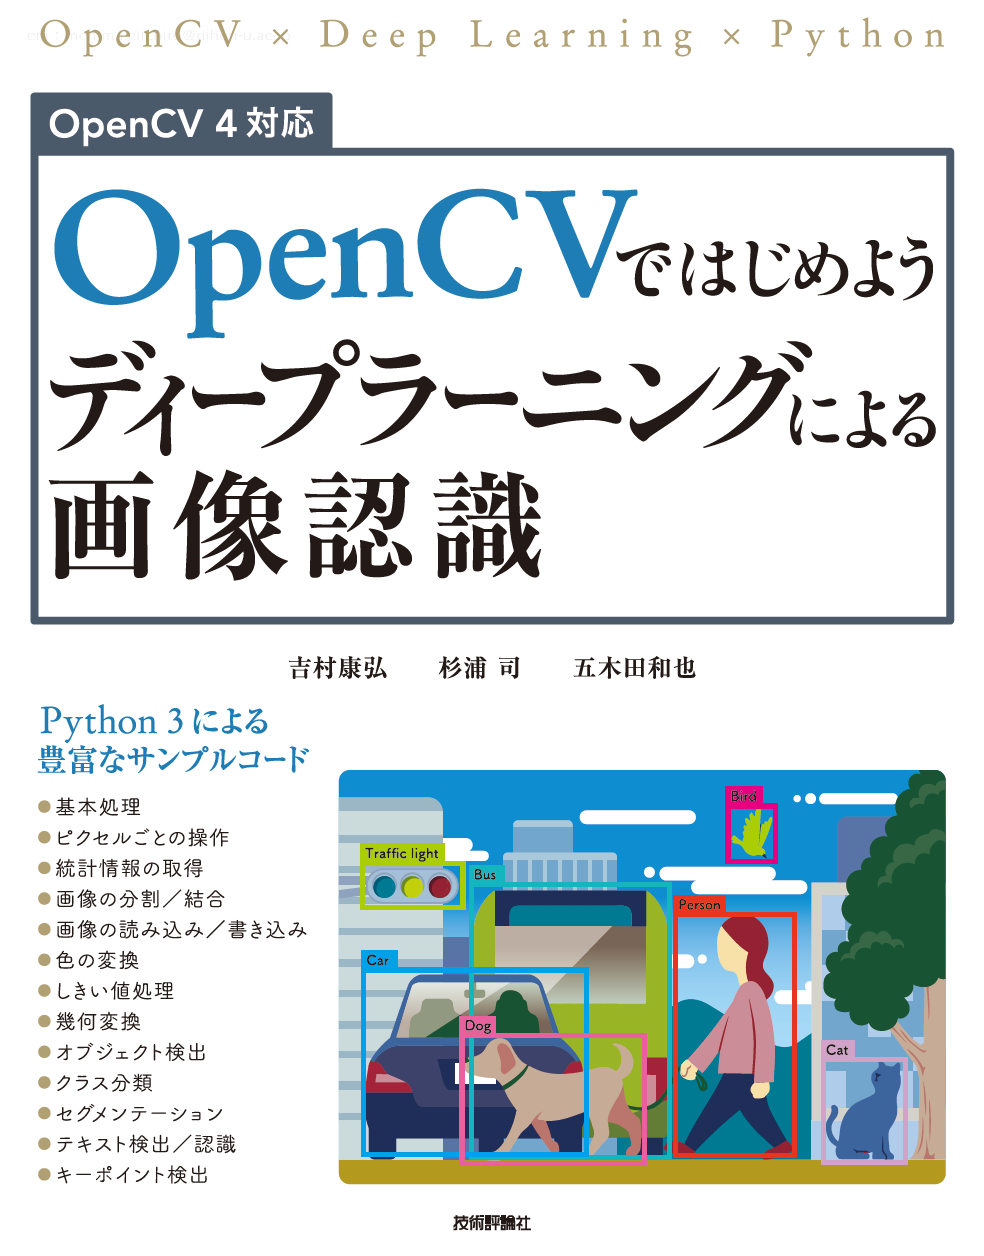 OpenCV × Deep Learning × Python
OpenCV 4 対応
OpenCVではじめよう
ディープラーニングによる
画像認識
吉村康弘 杉浦 司 五木田和也
Python 3 による
豊富なサンプルコード
●基本処理
●ピクセルごとの操作
●統計情報の取得
●画像の分割／結合
●画像の読み込み／書き込み
●色の変換
●しきい値処理
●幾何変換
●オブジェクト検出
●クラス分類
●セグメンテーション
●テキスト検出／認識
●キーポイント検出
Bird
Traffic light
Bus
Person
Car
Dog
Cat
技術評論社